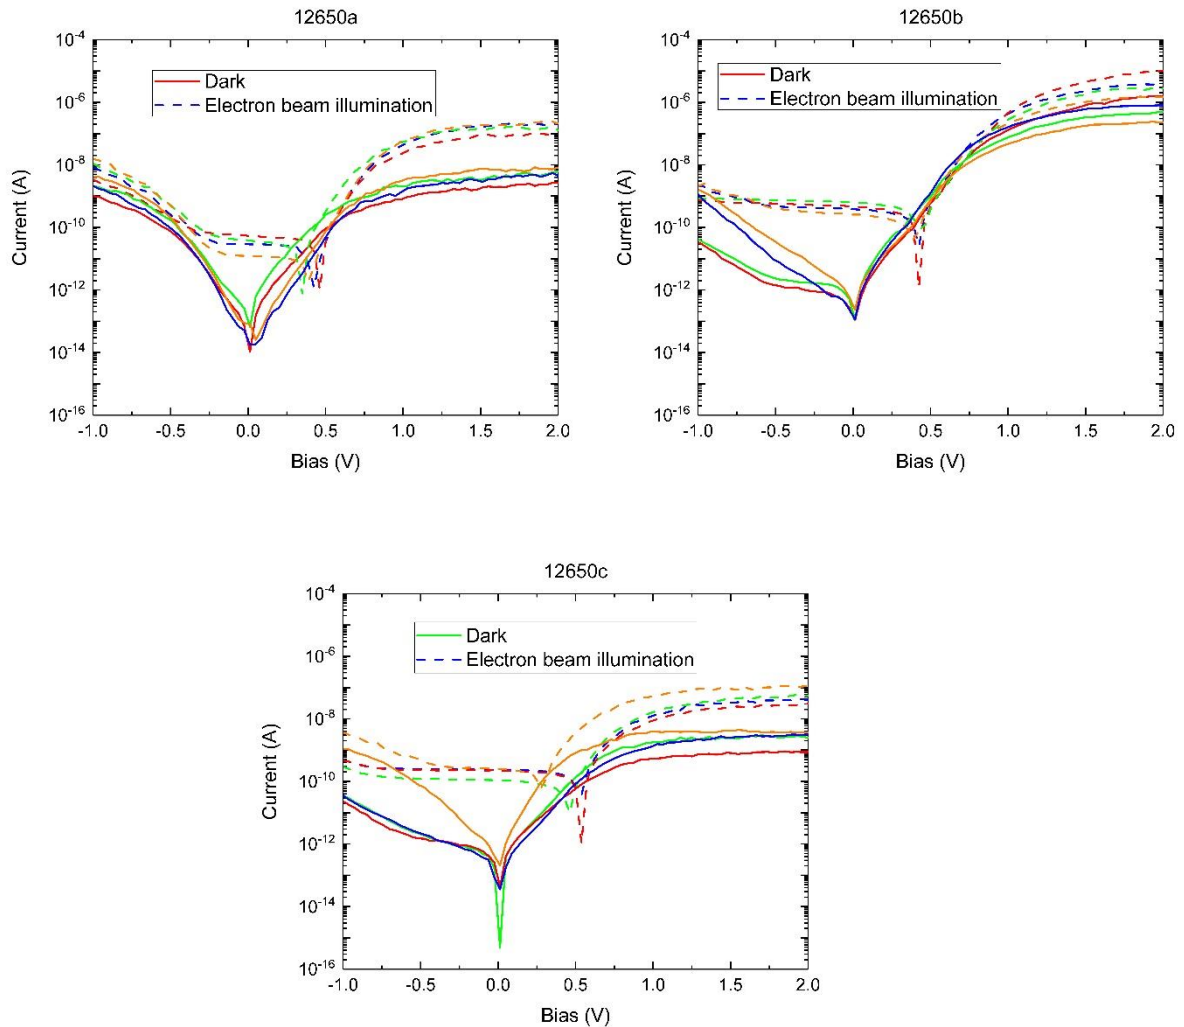 12650a
10⁻⁴
10⁻⁶
10⁻⁸
10⁻¹⁰
10⁻¹²
10⁻¹⁴
10⁻¹⁶
Current (A)
Dark
Electron beam illumination
-1.0 -0.5 0.0 0.5 1.0 1.5 2.0
Bias (V)
12650b
10⁻⁴
10⁻⁶
10⁻⁸
10⁻¹⁰
10⁻¹²
10⁻¹⁴
10⁻¹⁶
Current (A)
Dark
Electron beam illumination
-1.0 -0.5 0.0 0.5 1.0 1.5 2.0
Bias (V)
12650c
10⁻⁴
10⁻⁶
10⁻⁸
10⁻¹⁰
10⁻¹²
10⁻¹⁴
10⁻¹⁶
Current (A)
Dark
Electron beam illumination
-1.0 -0.5 0.0 0.5 1.0 1.5 2.0
Bias (V)